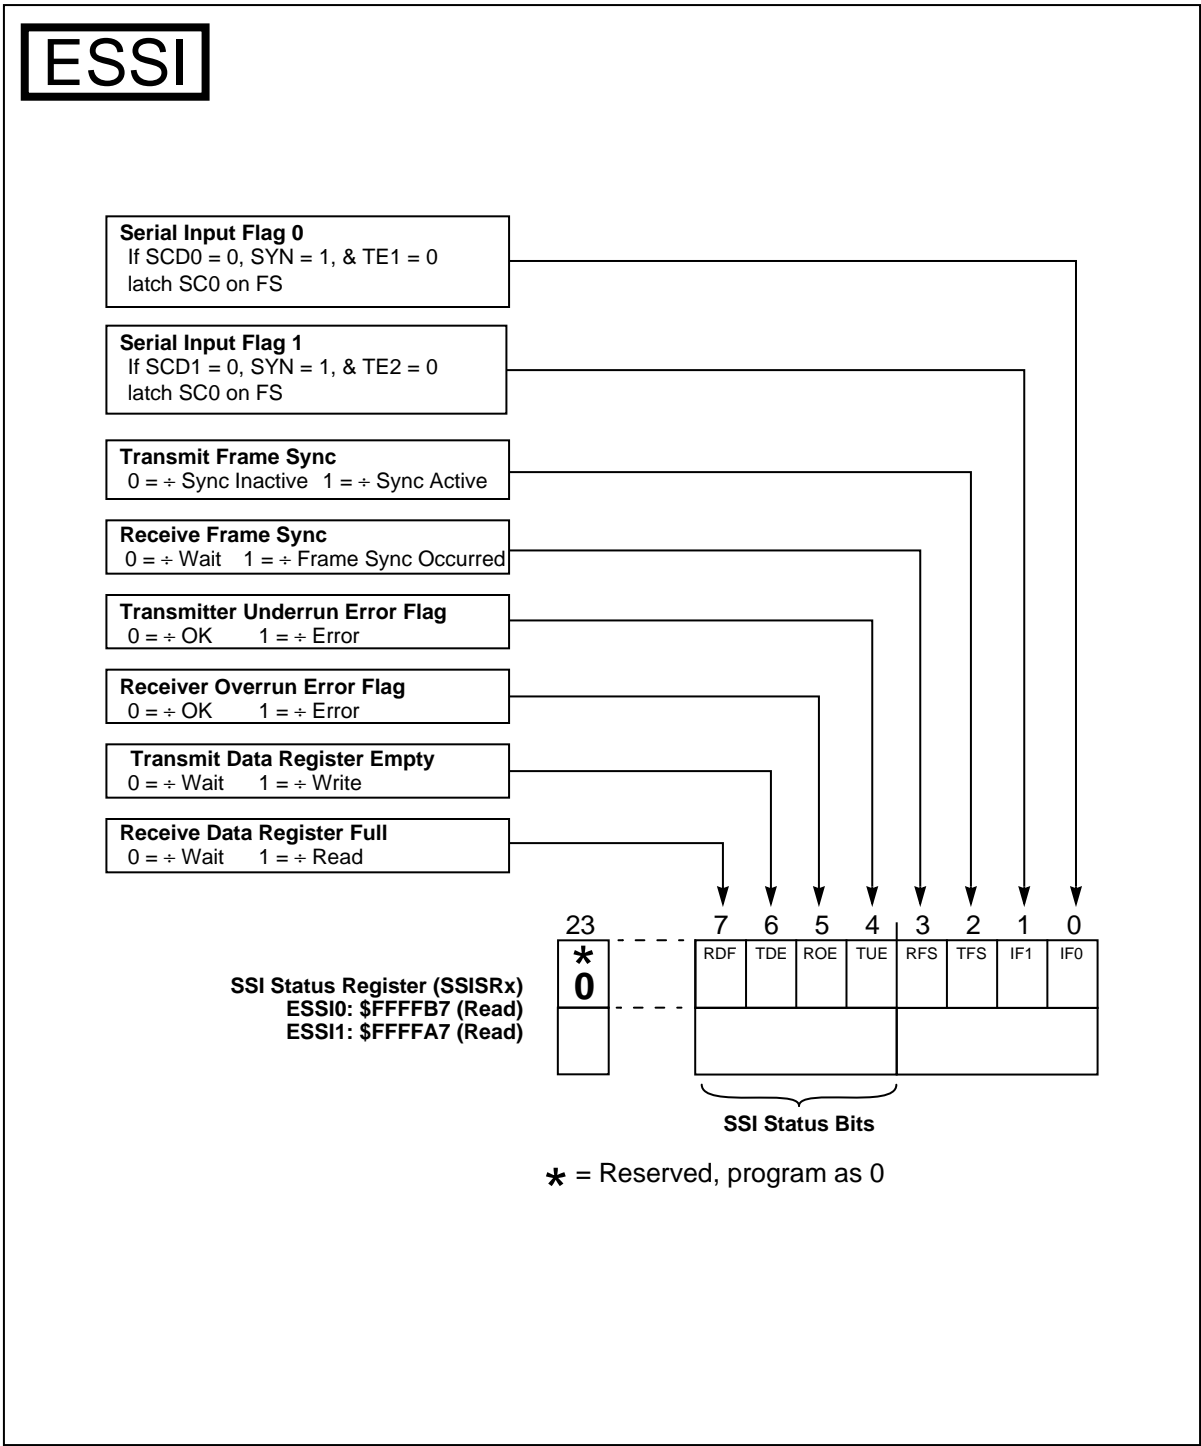 ESSI
Serial Input Flag 0
If SCD0 = 0, SYN = 1, & TE1 = 0
latch SC0 on FS
Serial Input Flag 1
If SCD1 = 0, SYN = 1, & TE2 = 0
latch SC0 on FS
Transmit Frame Sync
0 = ÷ Sync Inactive 1 = ÷ Sync Active
Receive Frame Sync
0 = ÷ Wait 1 = ÷ Frame Sync Occurred
Transmitter Underrun Error Flag
0 = ÷ OK 1 = ÷ Error
Receiver Overrun Error Flag
0 = ÷ OK 1 = ÷ Error
Transmit Data Register Empty
0 = ÷ Wait 1 = ÷ Write
Receive Data Register Full
0 = ÷ Wait 1 = ÷ Read
23 7 6 5 4 3 2 1 0
* RDF TDE ROE TUE RFS TFS IF1 IF0
0
SSI Status Register (SSISRx)
ESSI0: $FFFFB7 (Read)
ESSI1: $FFFFA7 (Read)
SSI Status Bits
* = Reserved, program as 0